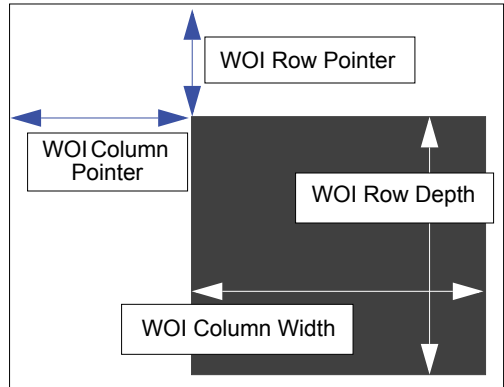 WOI Row Pointer
WOI Column
Pointer
WOI Row Depth
WOI Column Width